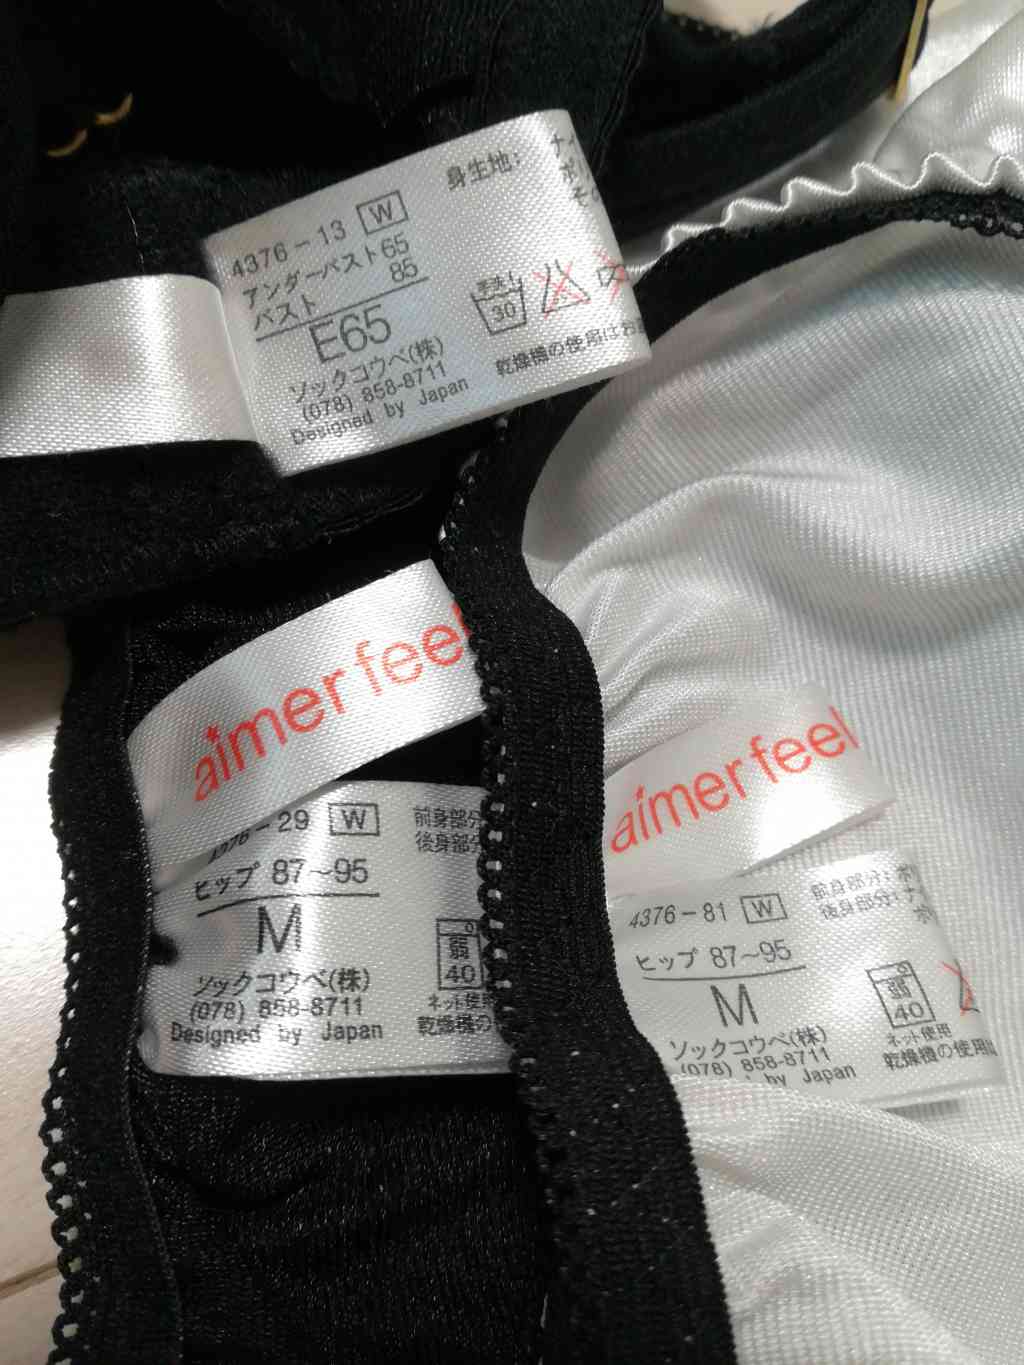 4376-13 W
アンダーバスト65
バスト 85
E65
ソックコウベ(株)
(078) 858-8711
Designed by Japan
身生地:
手洗イ
30
乾燥機の使用はお
aimer feel
4376-29 W
ヒップ 87~95
M
ソックコウベ(株)
(078) 858-8711
Designed by Japan
前身部分
後身部分
弱
40
ネット使用
乾燥機の
aimer feel
4376-81 W
ヒップ 87~95
M
ソックコウベ(株)
(078) 858-8711
by Japan
前身部分:
後身部分:
弱
40
ネット使用
乾燥機の使用は